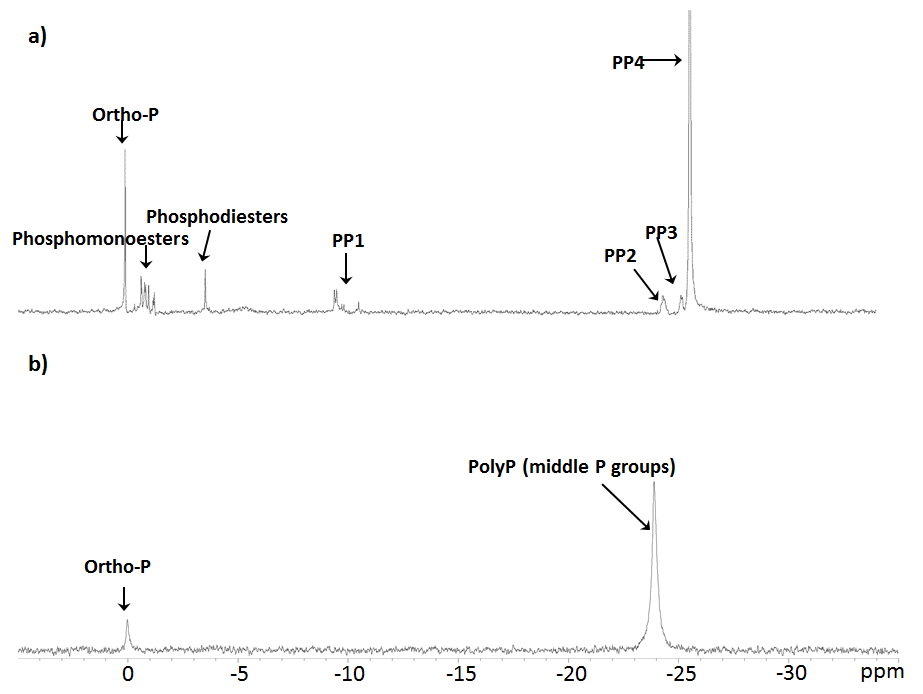 a)
Ortho-P
Phosphomonoesters
Phosphodiesters
PP1
PP2
PP3
PP4
b)
PolyP (middle P groups)
Ortho-P
0 -5 -10 -15 -20 -25 -30 ppm